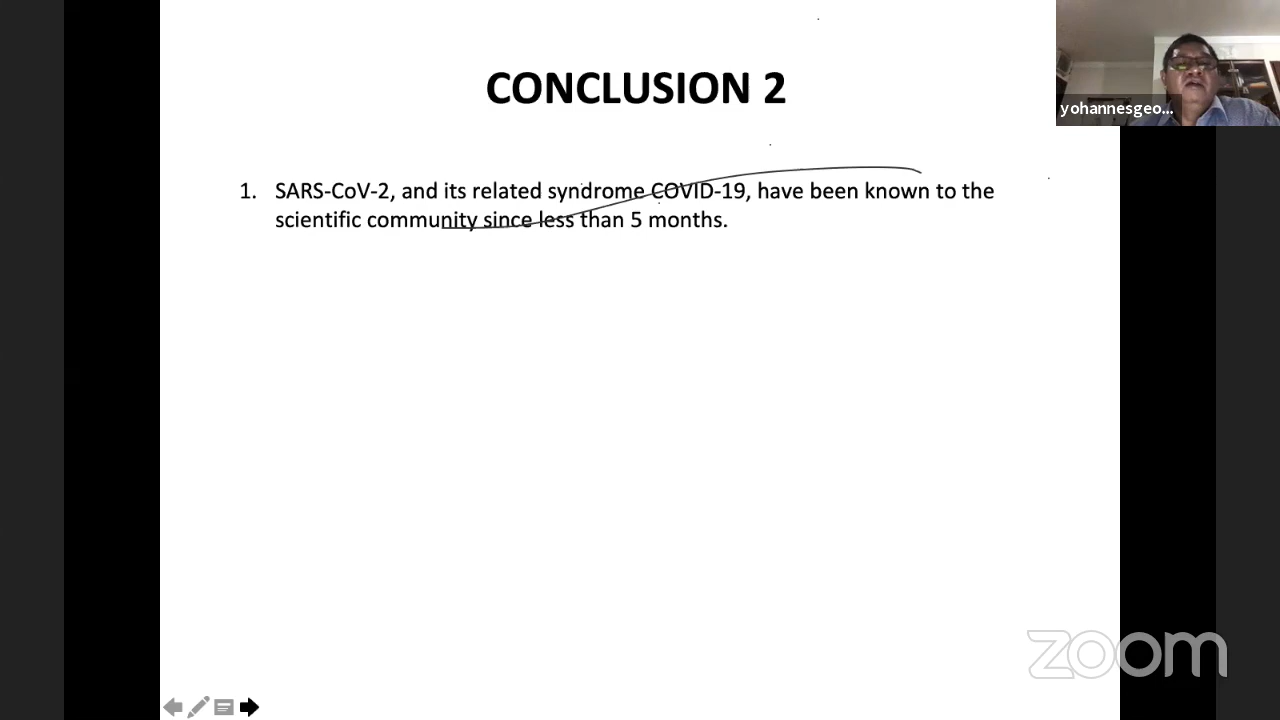 CONCLUSION 2
yohannesgeo...
1. SARS-CoV-2, and its related syndrome COVID-19, have been known to the
scientific community since less than 5 months.
zoom